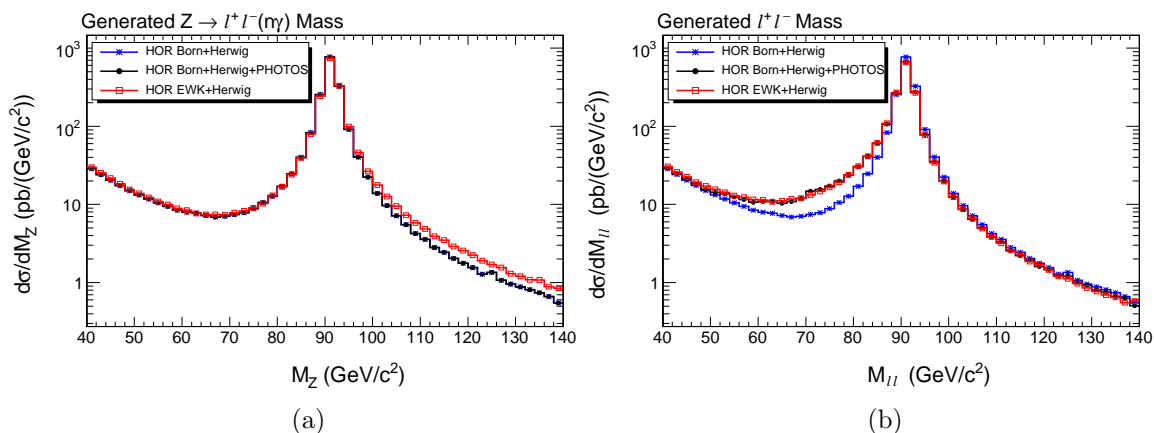 Generated Z → l⁺l⁻(nγ) Mass
dσ/dM_Z (pb/(GeV/c²))
10³
10²
10
1
HOR Born+Herwig
HOR Born+Herwig+PHOTOS
HOR EWK+Herwig
40 50 60 70 80 90 100 110 120 130 140
M_Z (GeV/c²)
(a)
Generated l⁺l⁻ Mass
dσ/dM_ll (pb/(GeV/c²))
10³
10²
10
1
HOR Born+Herwig
HOR Born+Herwig+PHOTOS
HOR EWK+Herwig
40 50 60 70 80 90 100 110 120 130 140
M_ll (GeV/c²)
(b)